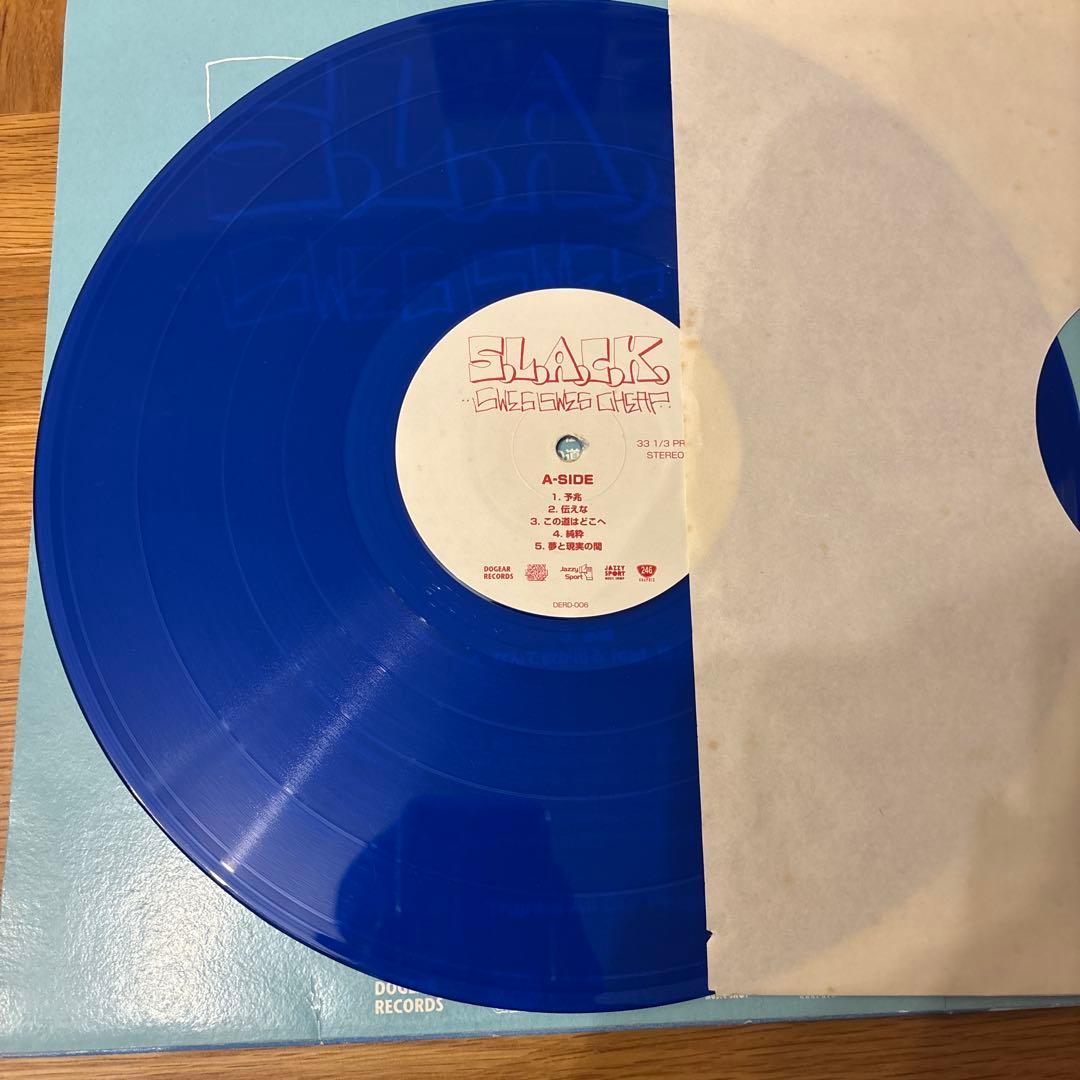 S.L.A.C.K.
"SWES SWES CHEAP"
33 1/3 PR
STEREO
A-SIDE
1. 予兆
2. 伝えな
3. この道はどこへ
4. 純粋
5. 夢と現実の間
DOGEAR RECORDS
Jazzy Sport
JAZZY SPORT
MUSIC SHOP
246
DERD-006
DOGEAR
RECORDS